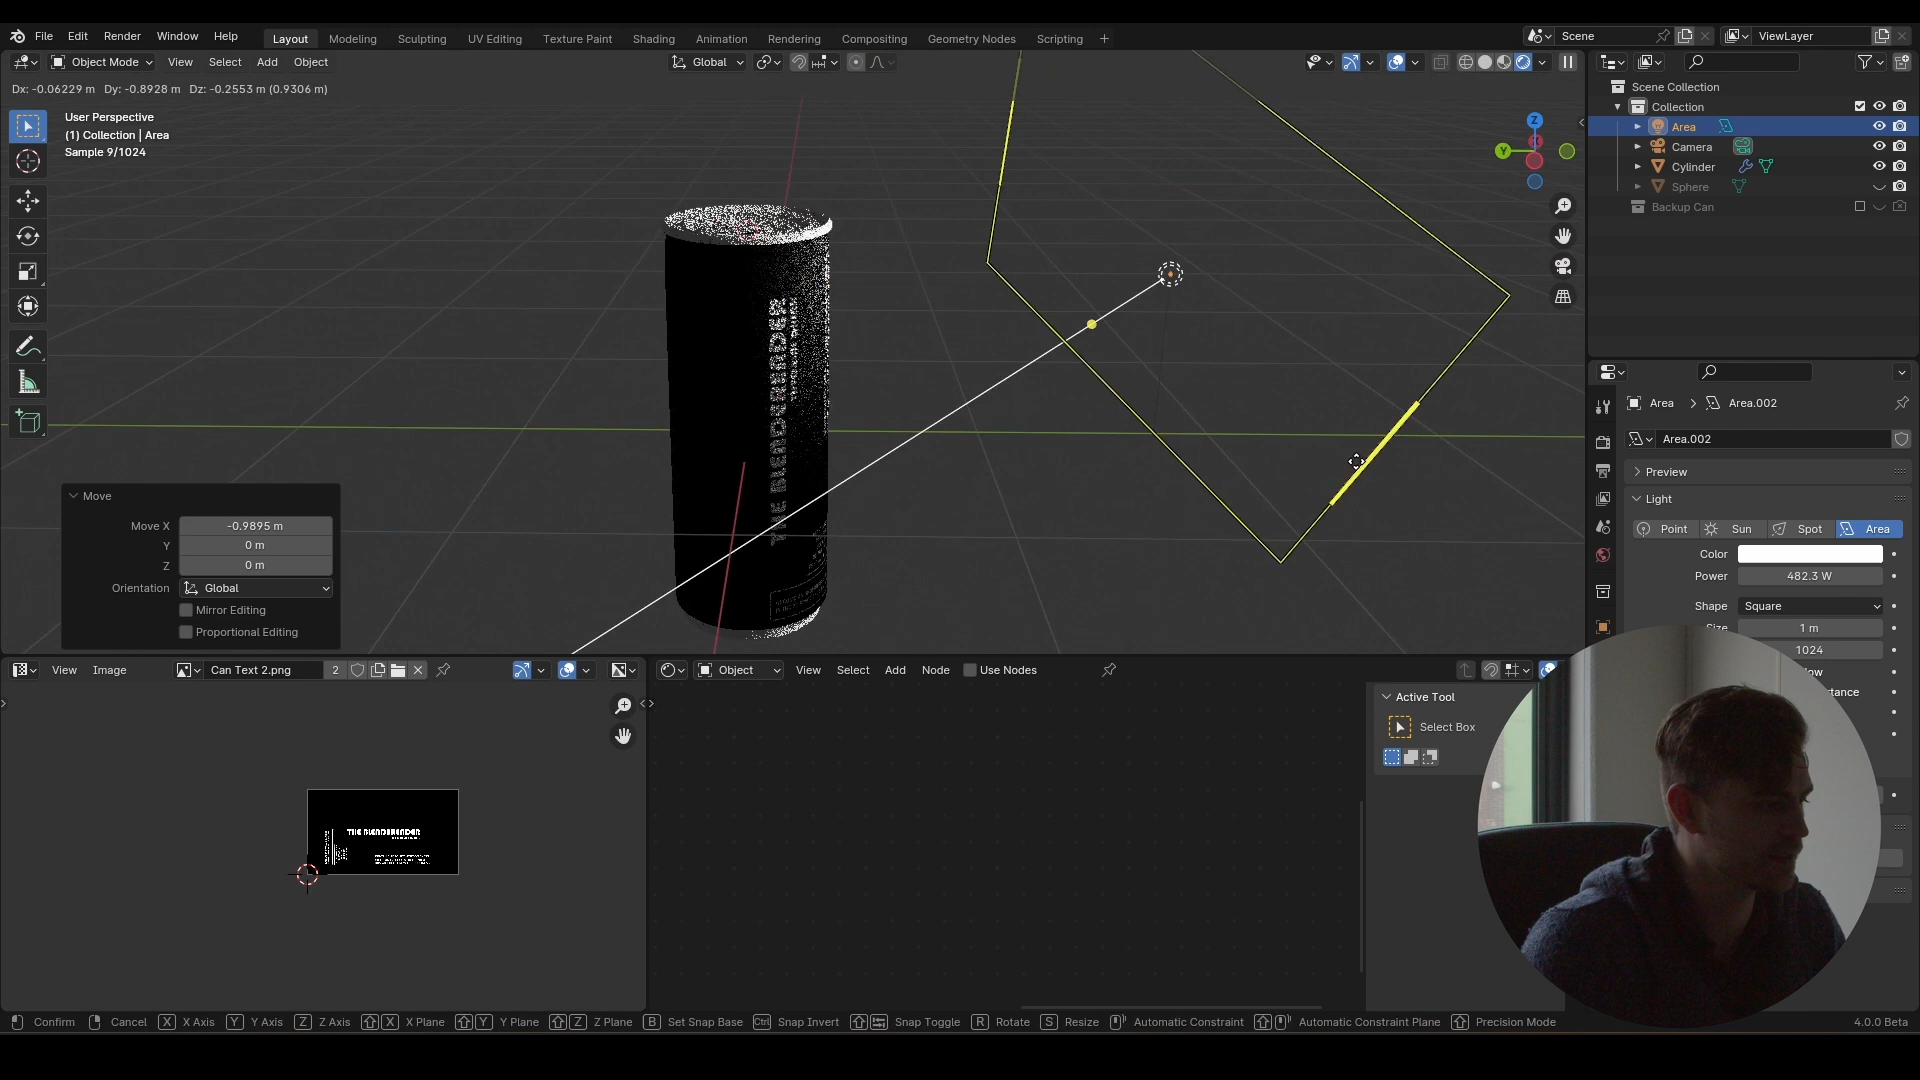 File Edit Render Window Help Layout Modeling Sculpting UV Editing Texture Paint Shading Animation Rendering Compositing Geometry Nodes Scripting + Scene ViewLayer
Object Mode View Select Add Object Global
Dx: -0.06229 m Dy: -0.8928 m Dz: -0.2553 m (0.9306 m)
User Perspective
(1) Collection | Area
Sample 9/1024
Z
Y
Scene Collection
Collection
Area
Camera
Cylinder
Sphere
Backup Can
Area > Area.002
Area.002
Preview
Light
Point Sun Spot Area
Color
Power 482.3 W
Shape Square
Size 1 m
1024
Move
Move X -0.9895 m
Y 0 m
Z 0 m
Orientation Global
Mirror Editing
Proportional Editing
THE BLENDRENDER
View Image Can Text 2.png 2
Object View Select Add Node Use Nodes
Active Tool
Select Box
THE BLENDRENDER
Confirm Cancel X X Axis Y Y Axis Z Z Axis X X Plane Y Y Plane Z Z Plane B Set Snap Base Ctrl Snap Invert Snap Toggle R Rotate S Resize Automatic Constraint Automatic Constraint Plane Precision Mode 4.0.0 Beta